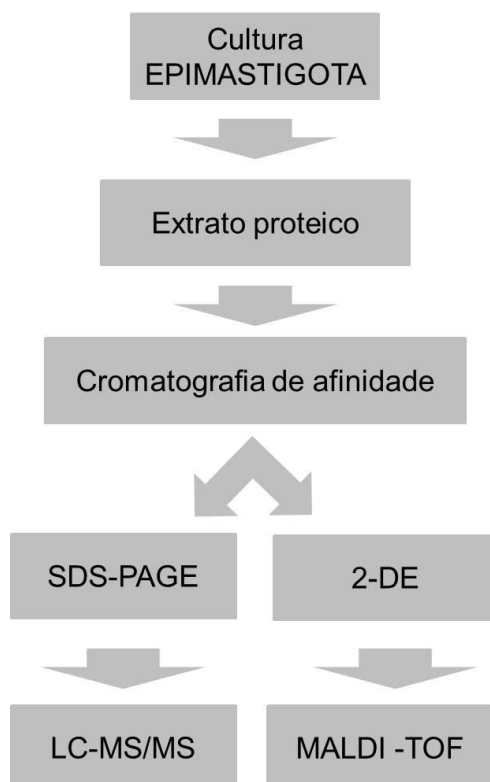 Cultura
EPIMASTIGOTA
Extrato proteico
Cromatografia de afinidade
SDS-PAGE
2-DE
LC-MS/MS
MALDI -TOF